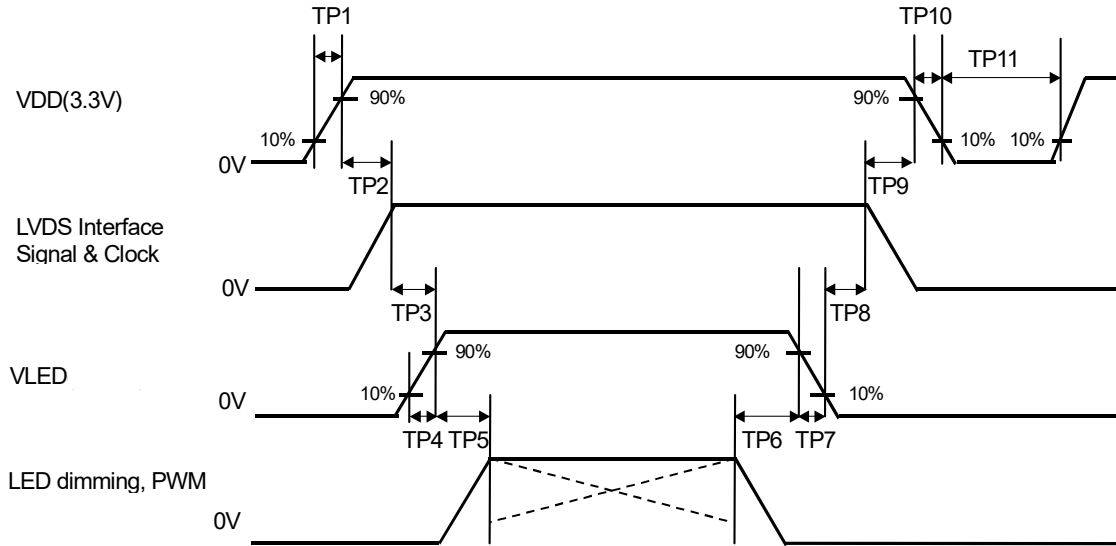 TP1
TP10
TP11
VDD(3.3V)
90%
90%
10%
10%
10%
0V
TP2
TP9
LVDS Interface
Signal & Clock
0V
TP3
TP8
VLED
90%
90%
10%
10%
0V
TP4
TP5
TP6
TP7
LED dimming, PWM
0V